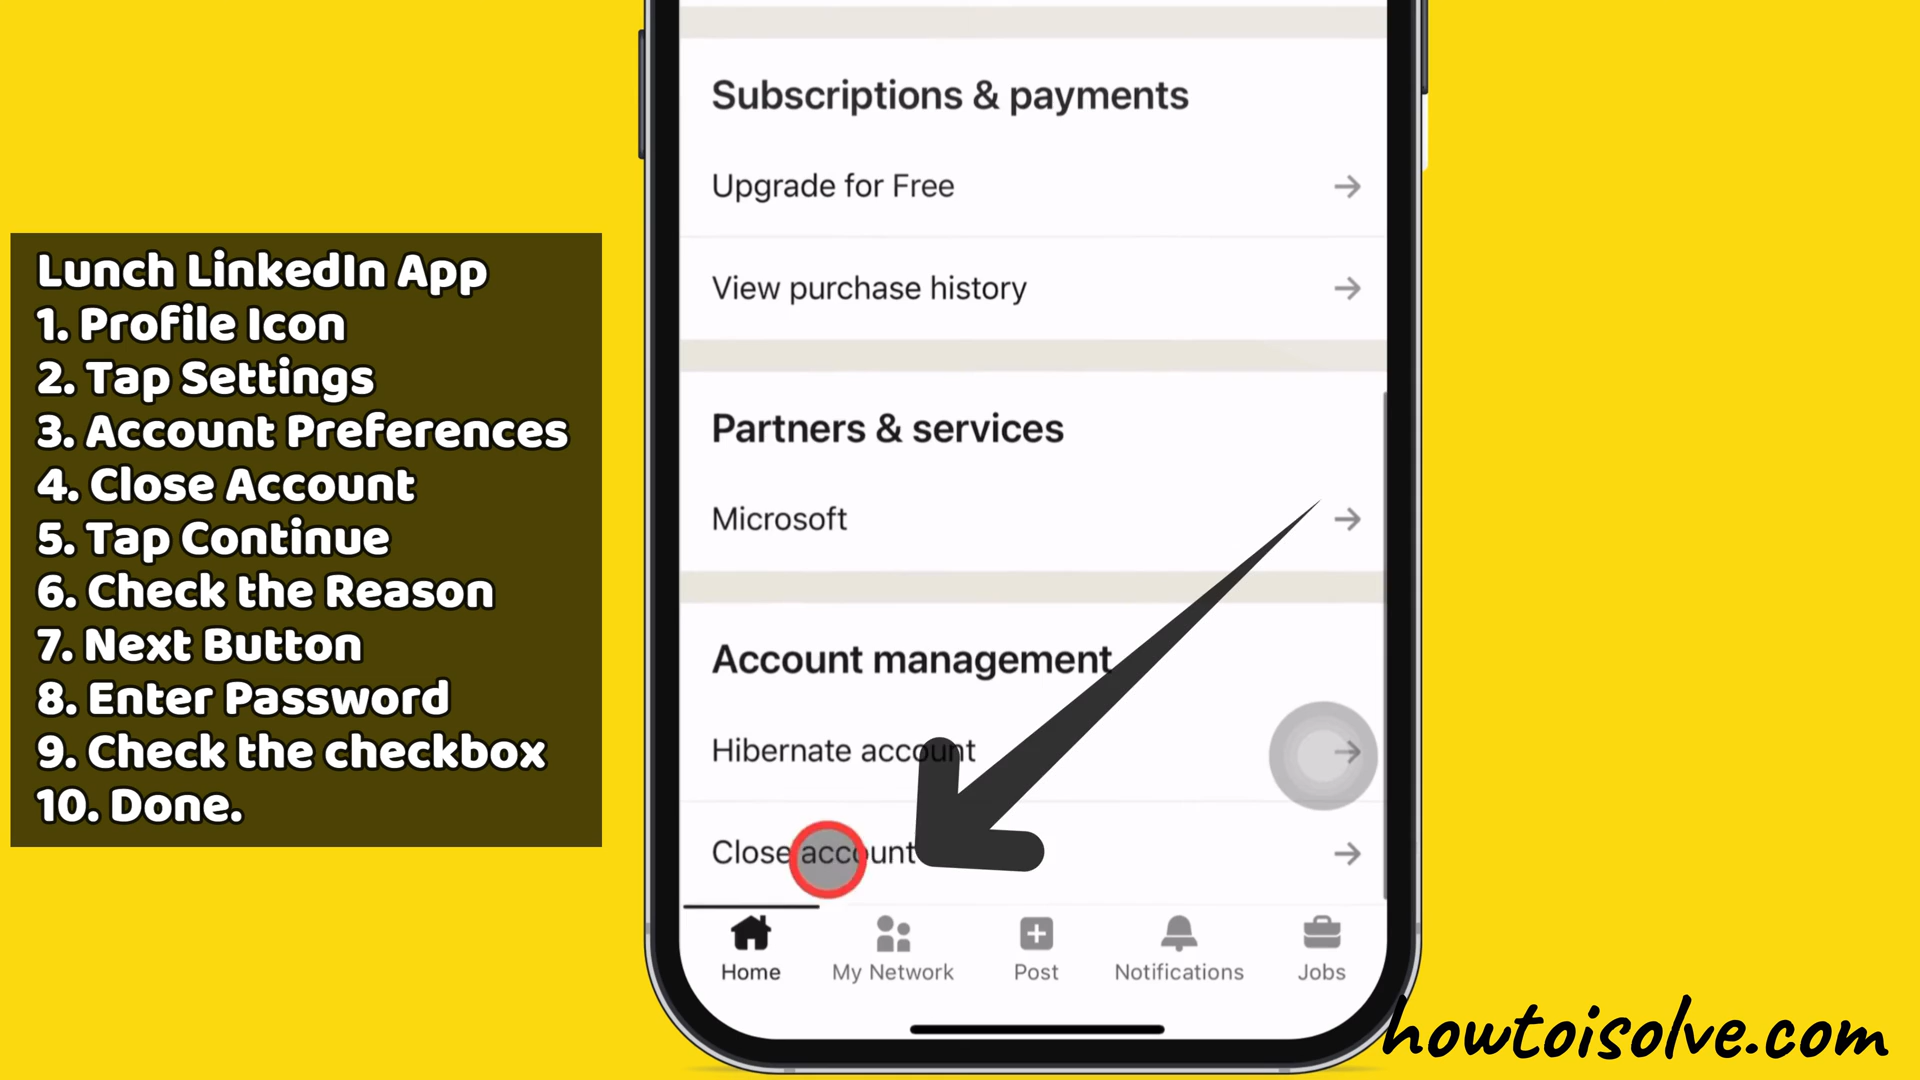 Lunch LinkedIn App
1. Profile Icon
2. Tap Settings
3. Account Preferences
4. Close Account
5. Tap Continue
6. Check the Reason
7. Next Button
8. Enter Password
9. Check the checkbox
10. Done.
Subscriptions & payments
Upgrade for Free
View purchase history
Partners & services
Microsoft
Account management
Hibernate account
Close account
Home My Network Post Notifications Jobs
howtoisolve.com